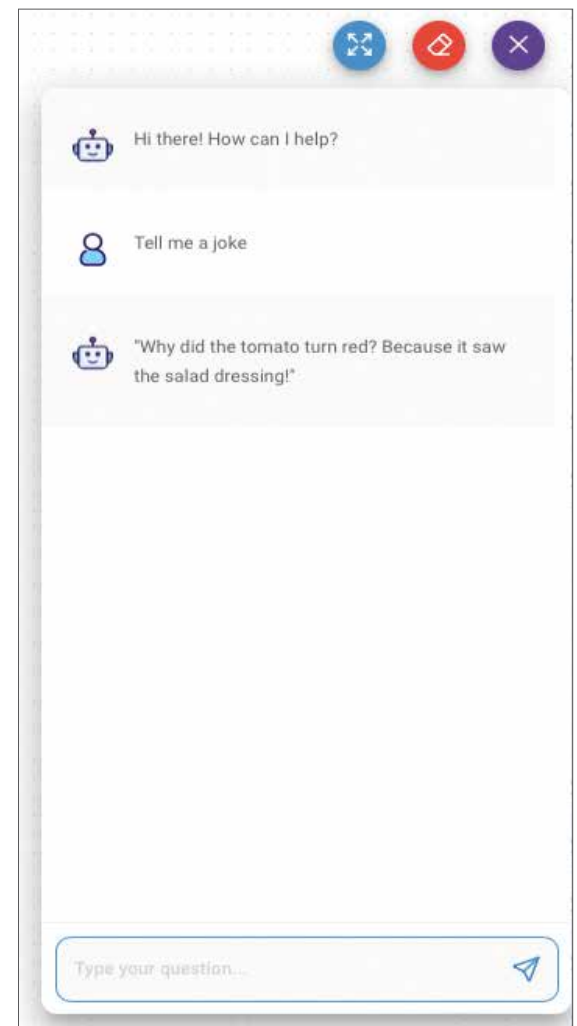 Hi there! How can I help?
Tell me a joke
"Why did the tomato turn red? Because it saw
the salad dressing!"
Type your question...